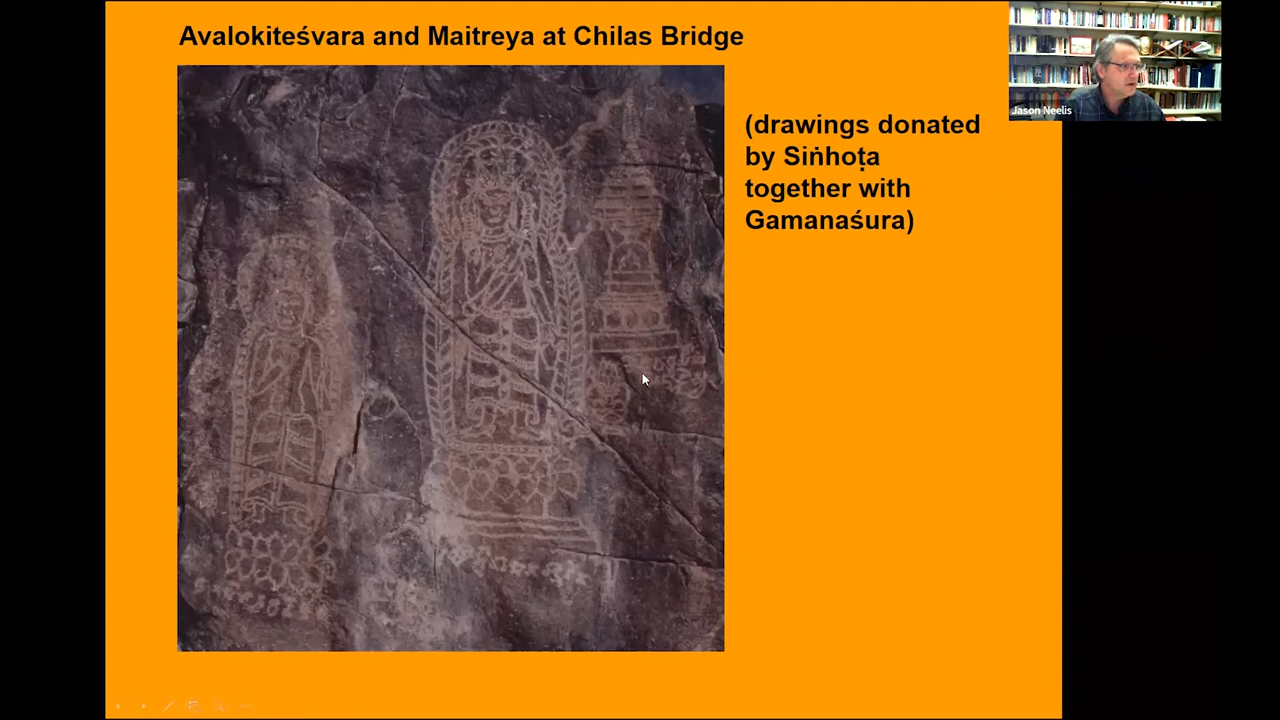 Avalokiteśvara and Maitreya at Chilas Bridge
(drawings donated
by Siṅhoṭa
together with
Gamanaśura)
Jason Neelis